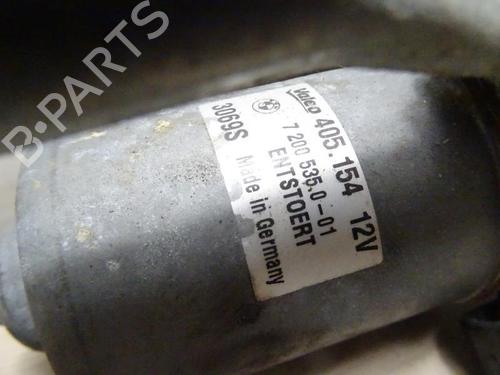 Valeo 405.154 12V
7 200 535.0-01
ENTSTOERT
3069S Made in Germany
B-PARTS